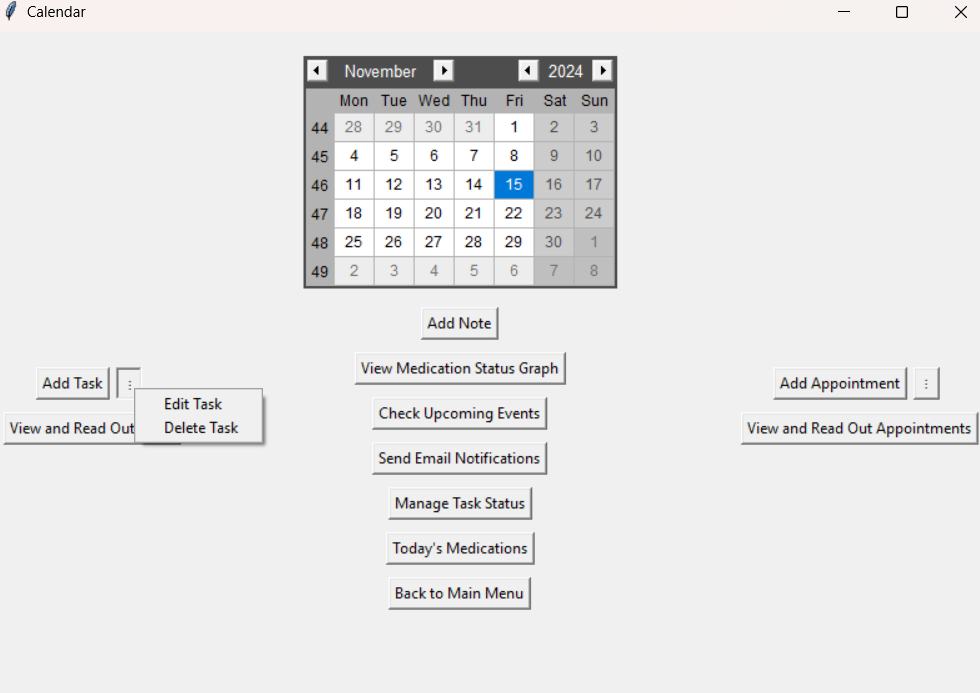 Calendar
November 2024
Mon Tue Wed Thu Fri Sat Sun
44 28 29 30 31 1 2 3
45 4 5 6 7 8 9 10
46 11 12 13 14 15 16 17
47 18 19 20 21 22 23 24
48 25 26 27 28 29 30 1
49 2 3 4 5 6 7 8
Add Note
View Medication Status Graph
Add Task ⋮
Edit Task
Delete Task
View and Read Out
Check Upcoming Events
Send Email Notifications
Manage Task Status
Today's Medications
Back to Main Menu
Add Appointment ⋮
View and Read Out Appointments